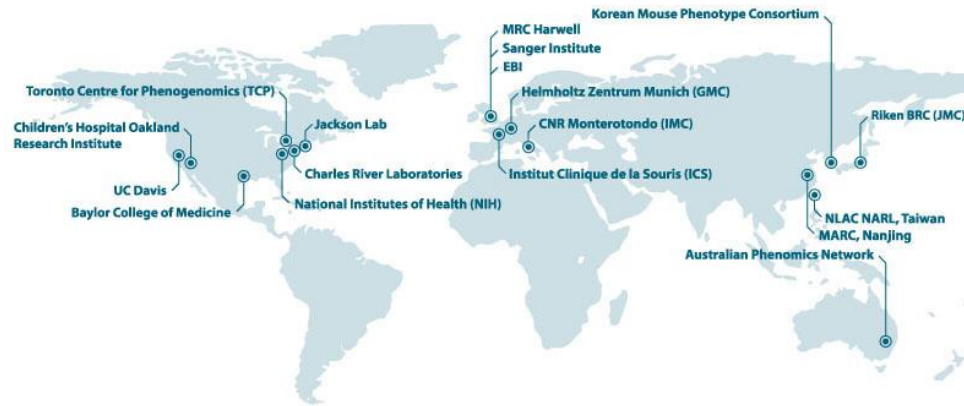 Korean Mouse Phenotype Consortium
MRC Harwell
Sanger Institute
EBI
Toronto Centre for Phenogenomics (TCP)
Helmholtz Zentrum Munich (GMC)
Children's Hospital Oakland
Research Institute
Jackson Lab
CNR Monterotondo (IMC)
Riken BRC (JMC)
Charles River Laboratories
Institut Clinique de la Souris (ICS)
UC Davis
National Institutes of Health (NIH)
Baylor College of Medicine
NLAC NARL, Taiwan
MARC, Nanjing
Australian Phenomics Network